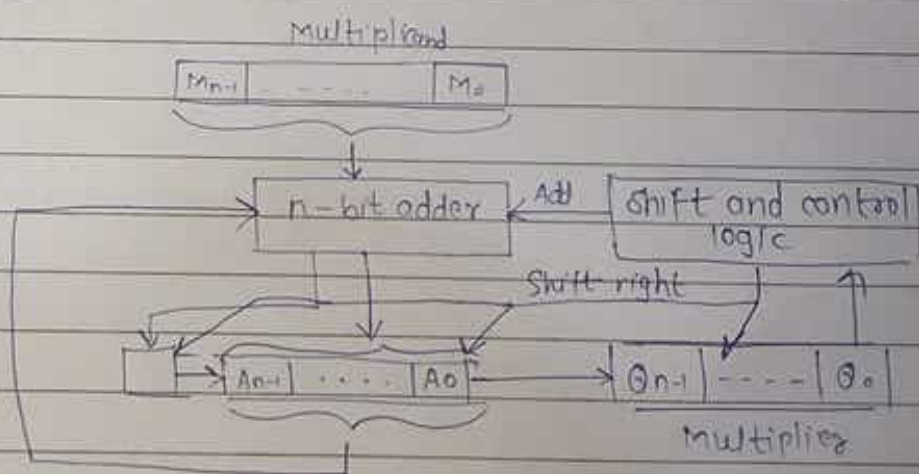 Multiplicand
Mn-1 ----- M0
n-bit adder
Add
Shift and control
logic
Shift right
An-1 .... A0
Qn-1 ---- Q0
Multiplier